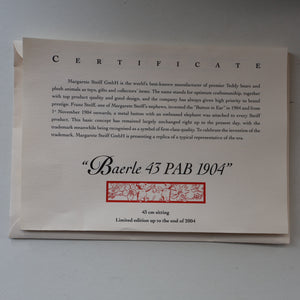 CERTIFICATE
Margarete Steiff GmbH is the world's best-known manufacturer of premier Teddy bears and
plush animals as toys, gifts and collectors' items. The name stands for optimum craftsmanship, together
with top product quality and good design, and the company has always given high priority to brand
prestige. Franz Steiff, one of Margarete Steiff's nephews, invented the "Button in Ear" in 1904 and from
1st November 1904 onwards, a metal button with an embossed elephant was attached to every Steiff
product. This basic concept has remained largely unchanged right up to the present day, with the
trademark meanwhile being recognised as a symbol of first-class quality. To celebrate the invention of the
trademark, Margarete Steiff GmbH is presenting a replica of a typical representative of the era.
"Baerle 43 PAB 1904"
43 cm sitting
Limited edition up to the end of 2004